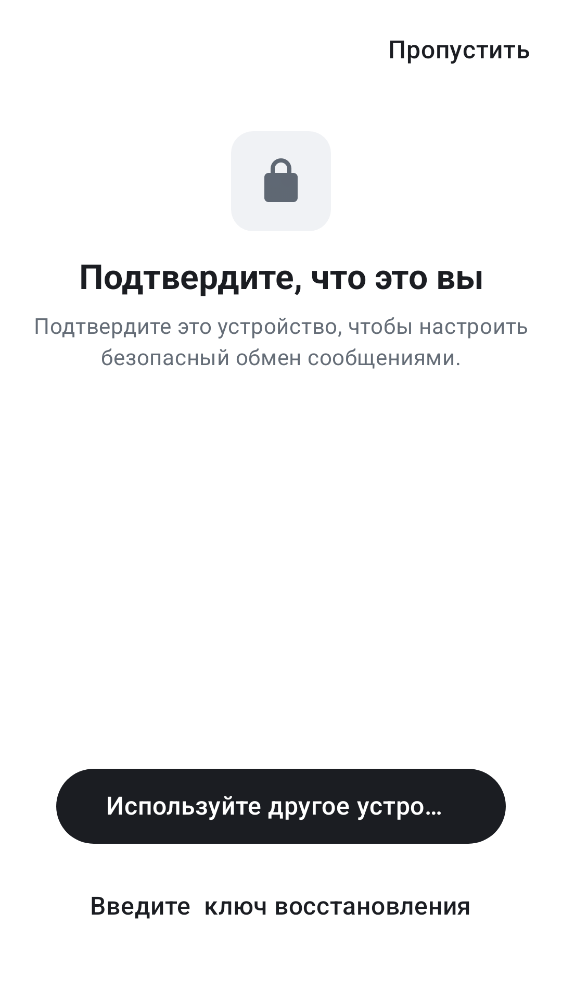 Пропустить
Подтвердите, что это вы
Подтвердите это устройство, чтобы настроить
безопасный обмен сообщениями.
Используйте другое устро…
Введите ключ восстановления